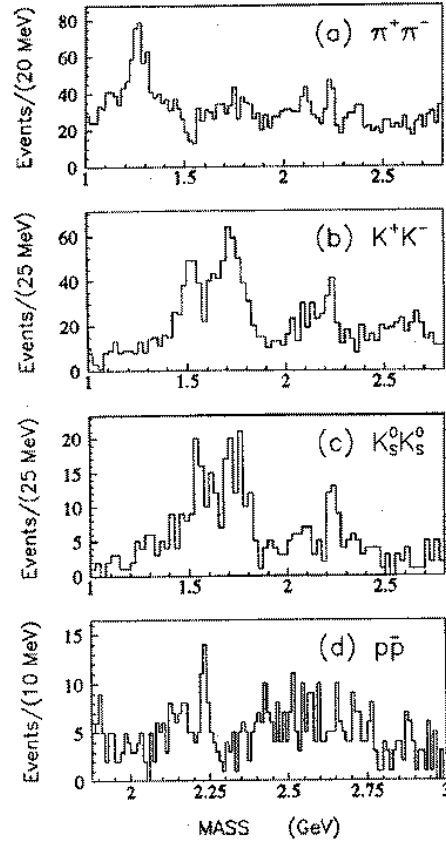 80
(a) π⁺π⁻
60
40
20
0
Events/(20 MeV)
1 1.5 2 2.5
60
(b) K⁺K⁻
40
20
0
Events/(25 MeV)
1 1.5 2 2.5
20
(c) K⁰ₛK⁰ₛ
15
10
5
0
Events/(25 MeV)
1 1.5 2 2.5
15
(d) pp̄
10
5
0
Events/(10 MeV)
2 2.25 2.5 2.75 3
MASS (GeV)